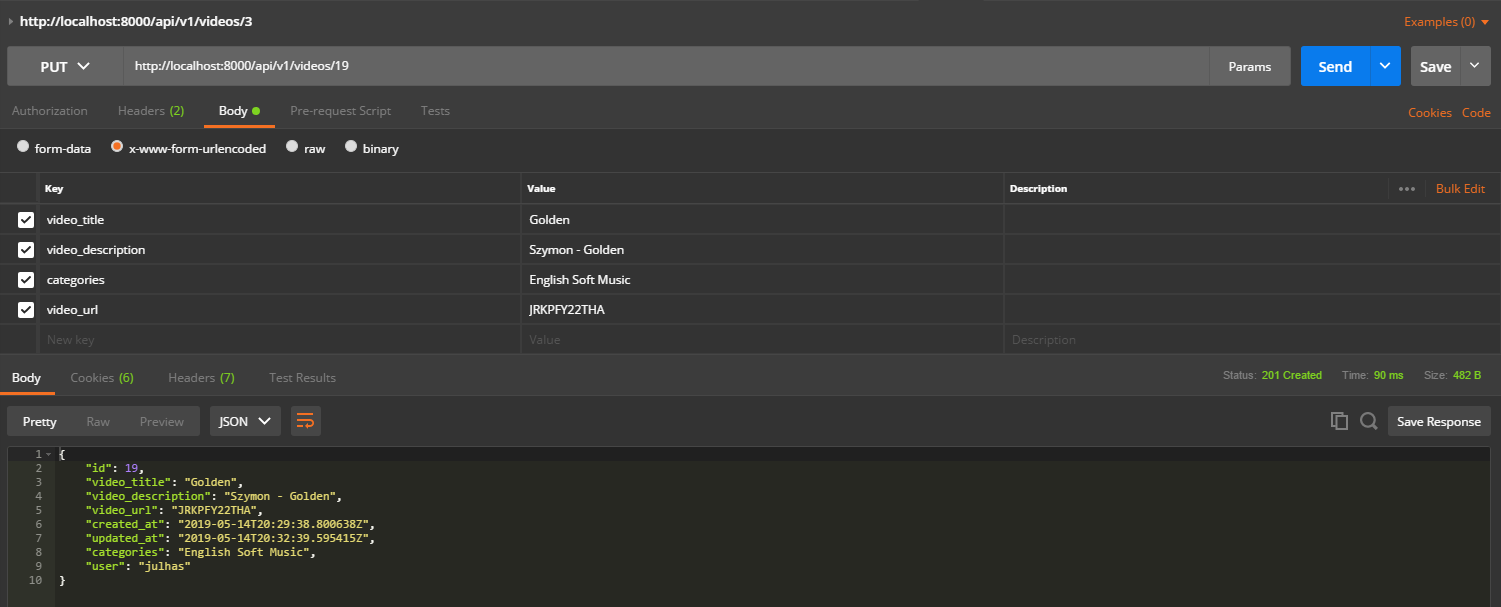 http://localhost:8000/api/v1/videos/3 Examples (0)
PUT http://localhost:8000/api/v1/videos/19 Params Send Save
Authorization Headers (2) Body Pre-request Script Tests Cookies Code
form-data x-www-form-urlencoded raw binary
Key Value Description ••• Bulk Edit
video_title Golden
video_description Szymon - Golden
categories English Soft Music
video_url JRKPFY22THA
New key Value Description
Body Cookies (6) Headers (7) Test Results Status: 201 Created Time: 90 ms Size: 482 B
Pretty Raw Preview JSON Save Response
1 {
2 "id": 19,
3 "video_title": "Golden",
4 "video_description": "Szymon - Golden",
5 "video_url": "JRKPFY22THA",
6 "created_at": "2019-05-14T20:29:38.800638Z",
7 "updated_at": "2019-05-14T20:32:39.595415Z",
8 "categories": "English Soft Music",
9 "user": "julhas"
10 }